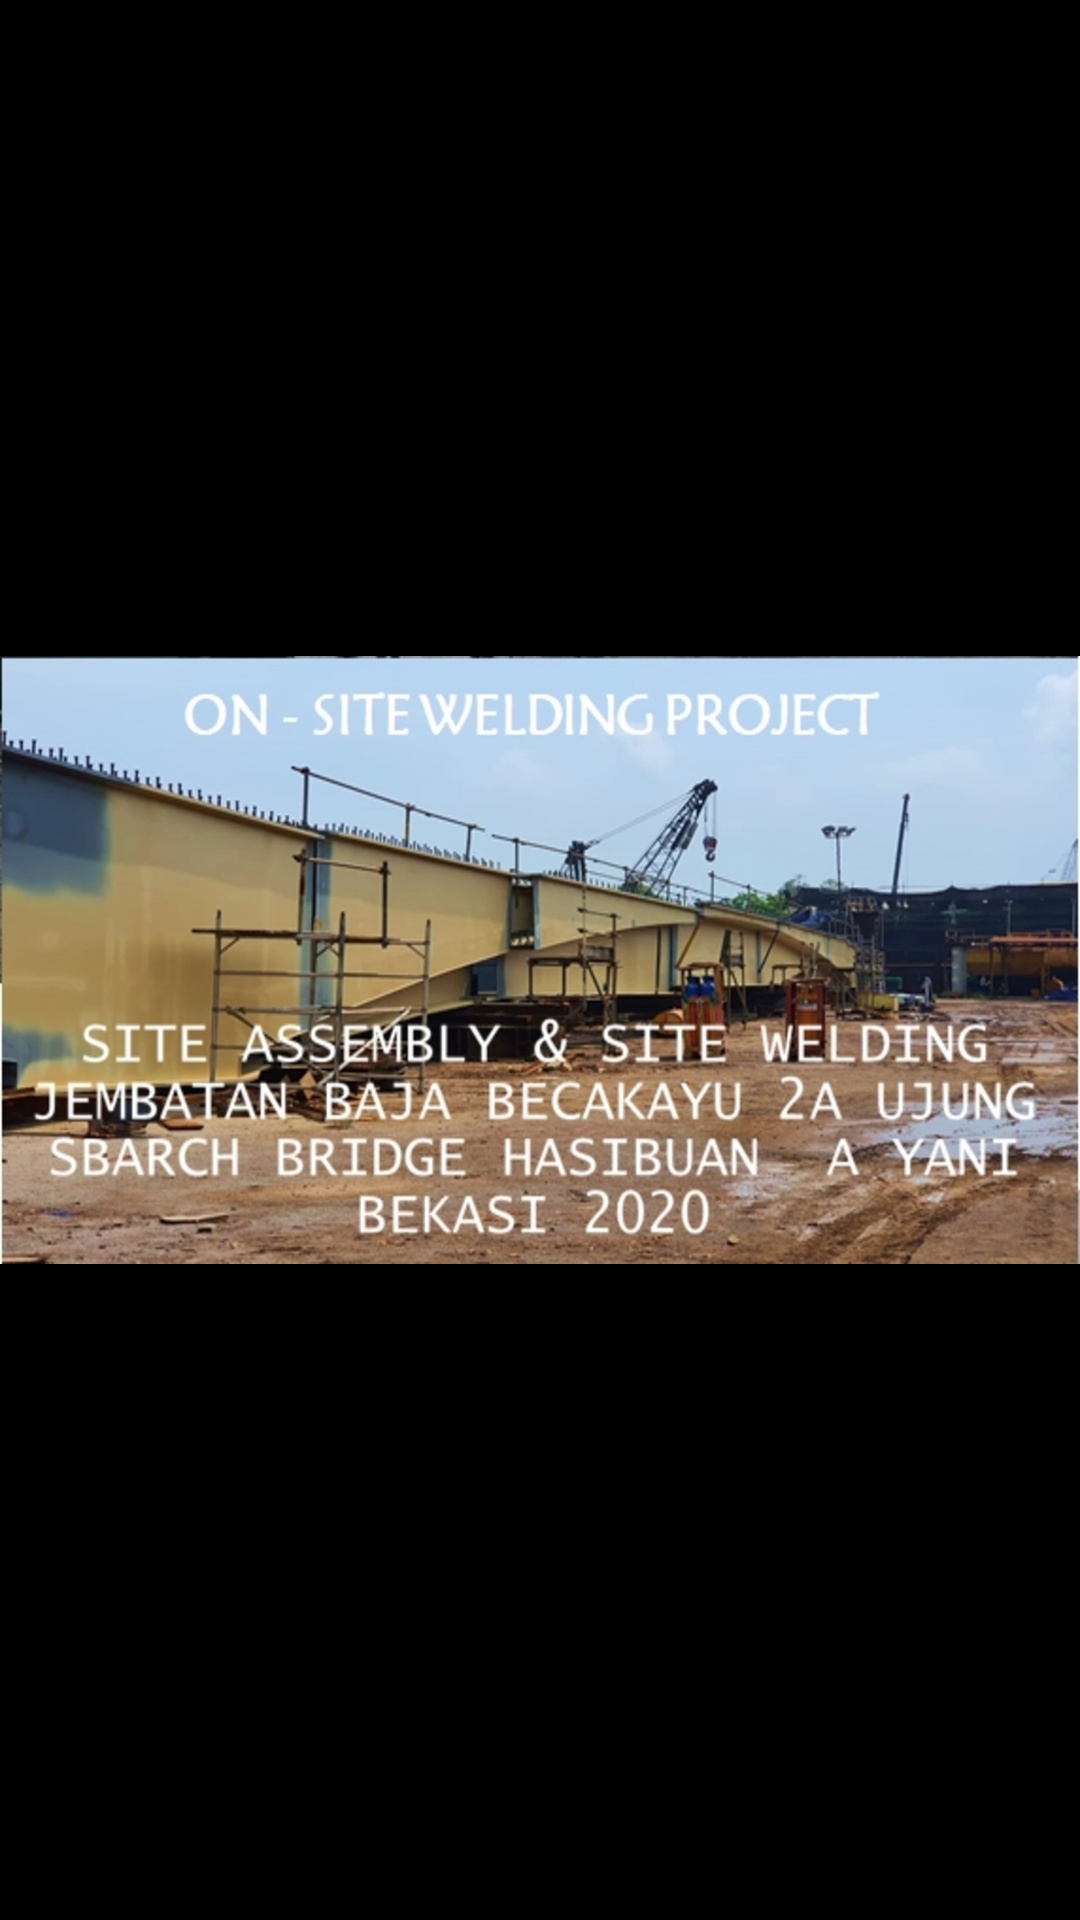 ON - SITE WELDING PROJECT
SITE ASSEMBLY & SITE WELDING
JEMBATAN BAJA BECAKAYU 2A UJUNG
SBARCH BRIDGE HASIBUAN A YANI
BEKASI 2020